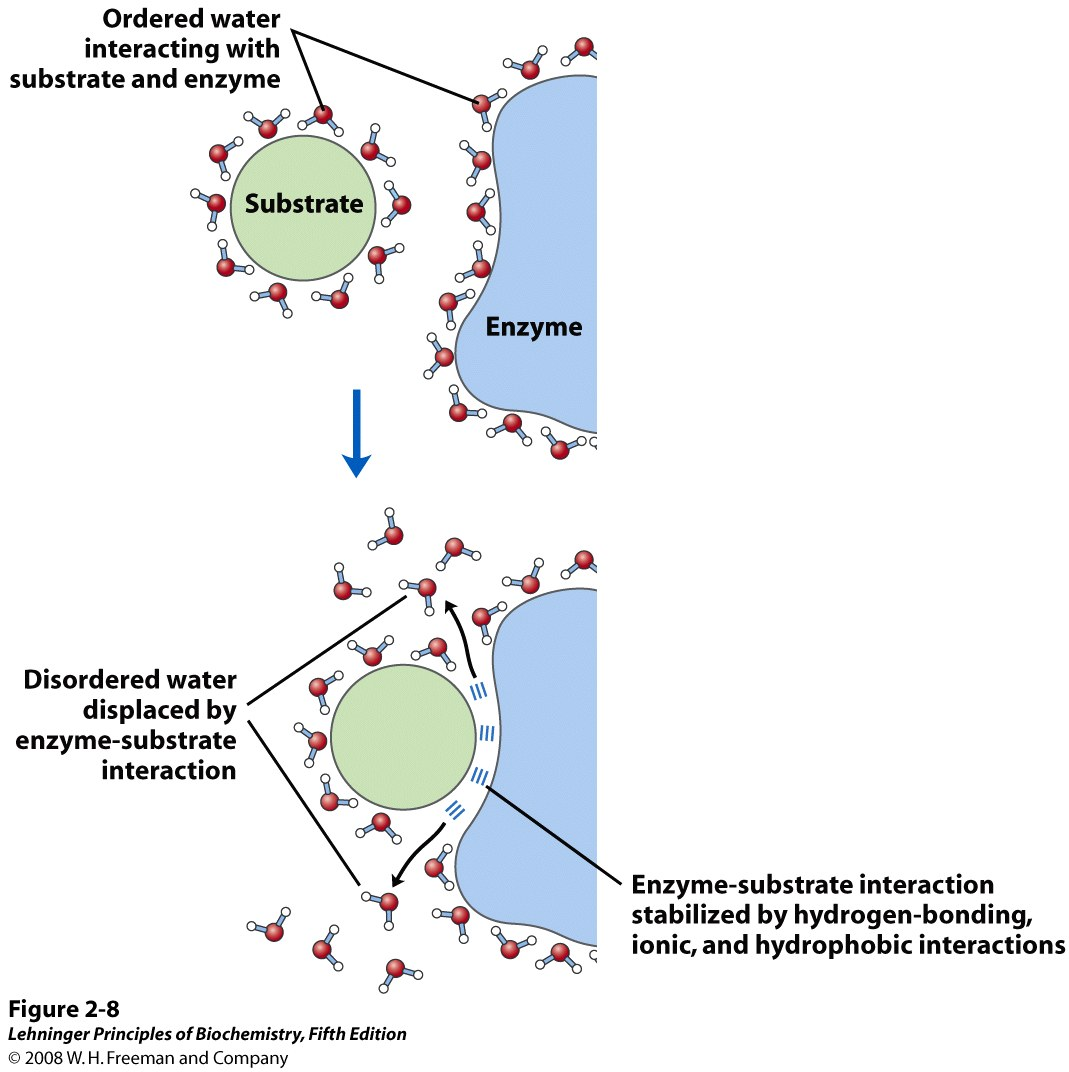 Ordered water
interacting with
substrate and enzyme
Substrate
Enzyme
Disordered water
displaced by
enzyme-substrate
interaction
Enzyme-substrate interaction
stabilized by hydrogen-bonding,
ionic, and hydrophobic interactions
Figure 2-8
Lehninger Principles of Biochemistry, Fifth Edition
© 2008 W. H. Freeman and Company